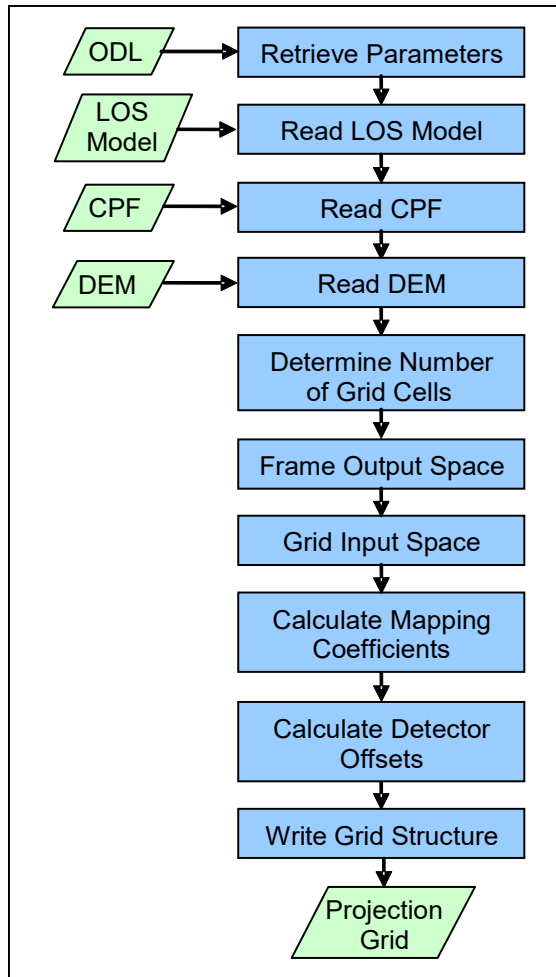 ODL
Retrieve Parameters
LOS
Model
Read LOS Model
CPF
Read CPF
DEM
Read DEM
Determine Number
of Grid Cells
Frame Output Space
Grid Input Space
Calculate Mapping
Coefficients
Calculate Detector
Offsets
Write Grid Structure
Projection
Grid